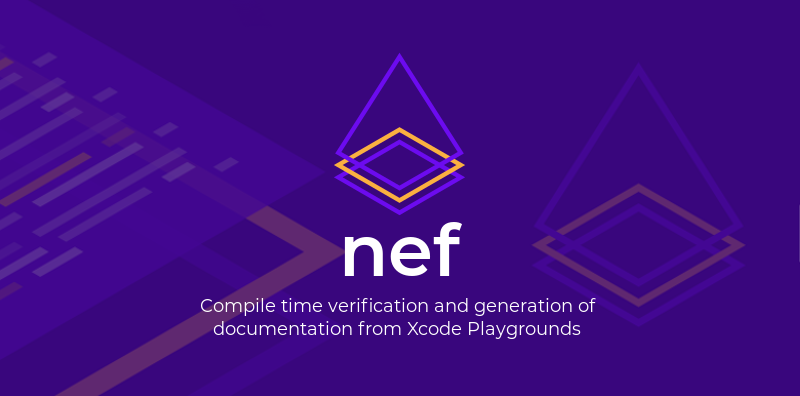 nef
Compile time verification and generation of
documentation from Xcode Playgrounds